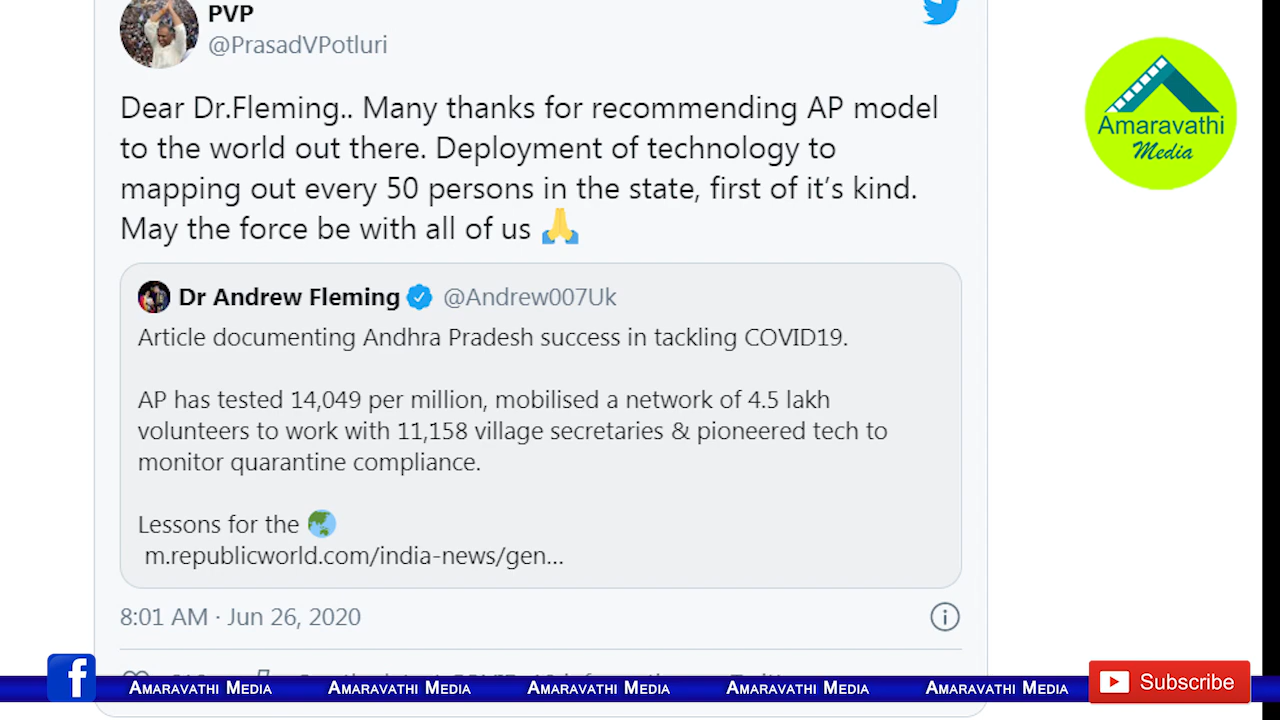 PVP
@PrasadVPotluri
Dear Dr.Fleming.. Many thanks for recommending AP model
to the world out there. Deployment of technology to
mapping out every 50 persons in the state, first of it’s kind.
May the force be with all of us 🙏
Dr Andrew Fleming @Andrew007Uk
Article documenting Andhra Pradesh success in tackling COVID19.
AP has tested 14,049 per million, mobilised a network of 4.5 lakh
volunteers to work with 11,158 village secretaries & pioneered tech to
monitor quarantine compliance.
Lessons for the 🌏
m.republicworld.com/india-news/gen...
8:01 AM · Jun 26, 2020
Amaravathi
Media
f
Amaravathi Media Amaravathi Media Amaravathi Media Amaravathi Media Amaravathi Media
Subscribe